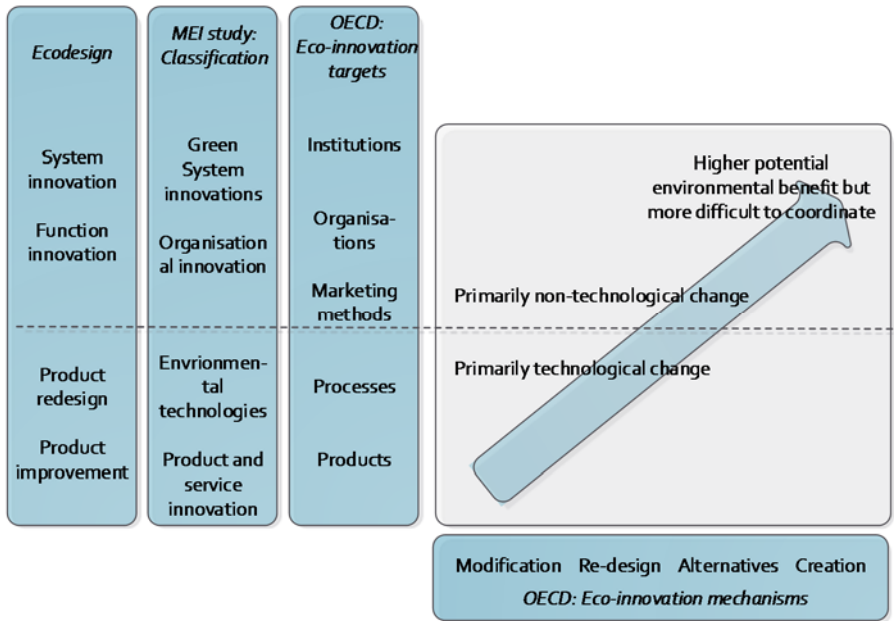 Ecodesign
System
innovation
Function
innovation
Product
redesign
Product
improvement
MEI study:
Classification
Green
System
innovations
Organisation
al innovation
Envrionmen-
tal
technologies
Product and
service
innovation
OECD:
Eco-innovation
targets
Institutions
Organisa-
tions
Marketing
methods
Processes
Products
Higher potential
environmental benefit but
more difficult to coordinate
Primarily non-technological change
Primarily technological change
Modification Re-design Alternatives Creation
OECD: Eco-innovation mechanisms